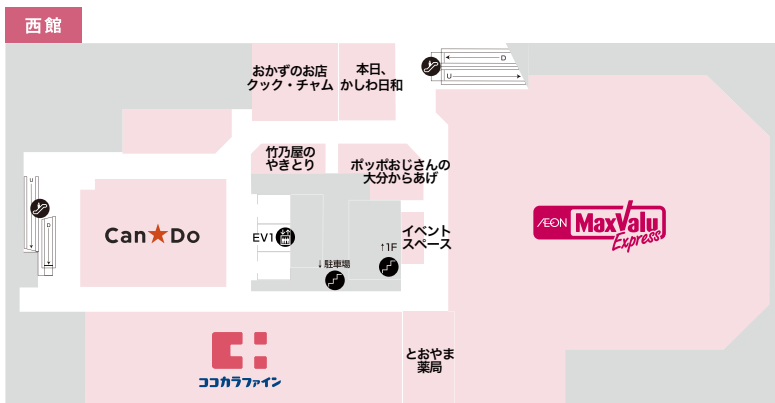 西館
おかずのお店
クック・チャム
本日、
かしわ日和
D
U
竹乃屋の
やきとり
ポッポおじさんの
大分からあげ
U
D
Can★Do
EV1
イベント
スペース
↑1F
↓駐車場
ÆON MaxValu
Express
ココカラファイン
とおやま
薬局